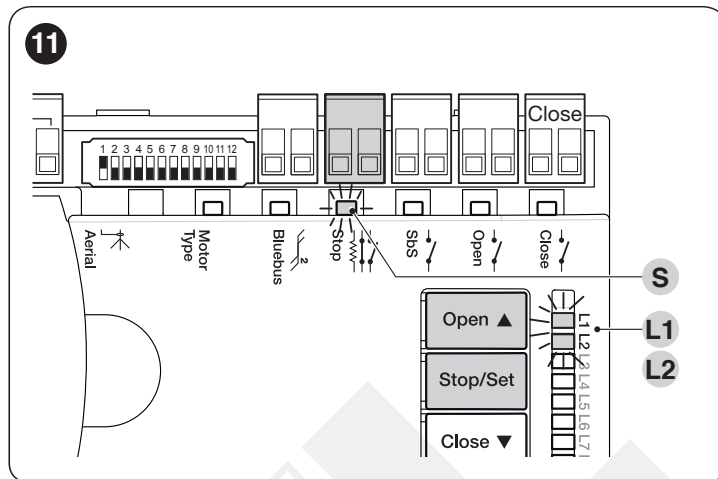 11
Close
1 2 3 4 5 6 7 8 9 10 11 12
Aerial
Motor
Type
Bluebus
2
Stop
SbS
Open
Close
S
Open ▲
L1
L2
L3
L4
L5
L6
L7
L1
L2
Stop/Set
Close ▼